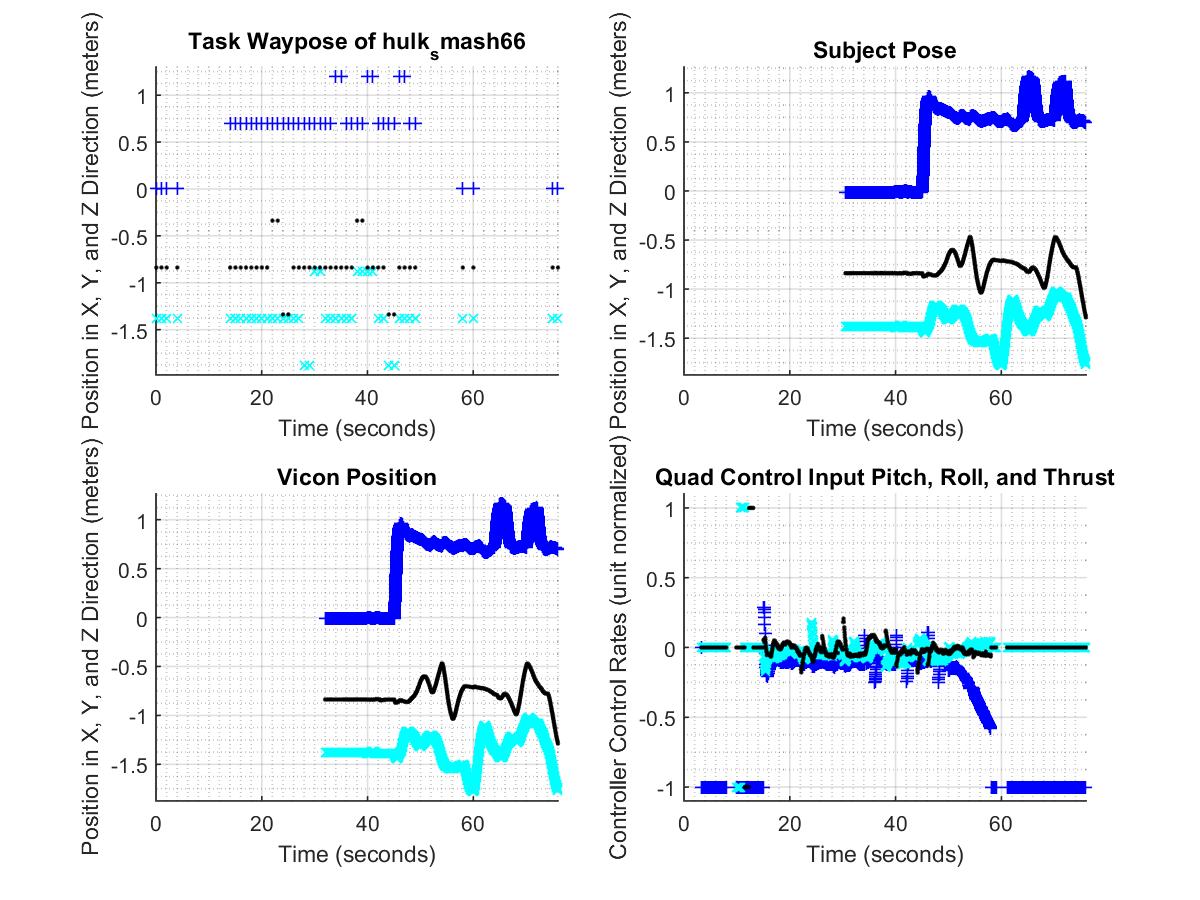 Task Waypose of hulk_smash66
Position in X, Y, and Z Direction (meters)
1
0.5
0
-0.5
-1
-1.5
0 20 40 60
Time (seconds)
Subject Pose
Position in X, Y, and Z Direction (meters)
1
0.5
0
-0.5
-1
-1.5
0 20 40 60
Time (seconds)
Vicon Position
Position in X, Y, and Z Direction (meters)
1
0.5
0
-0.5
-1
-1.5
0 20 40 60
Time (seconds)
Quad Control Input Pitch, Roll, and Thrust
Controller Control Rates (unit normalized)
1
0.5
0
-0.5
-1
0 20 40 60
Time (seconds)